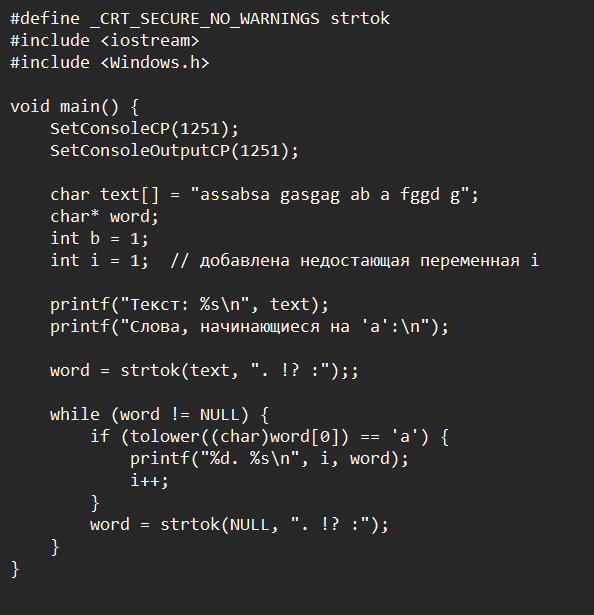 #define _CRT_SECURE_NO_WARNINGS strtok
#include <iostream>
#include <Windows.h>

void main() {
    SetConsoleCP(1251);
    SetConsoleOutputCP(1251);

    char text[] = "assabsa gasgag ab a fggd g";
    char* word;
    int b = 1;
    int i = 1;  // добавлена недостающая переменная i

    printf("Текст: %s\n", text);
    printf("Слова, начинающиеся на 'a':\n");

    word = strtok(text, ". !? :");;

    while (word != NULL) {
        if (tolower((char)word[0]) == 'a') {
            printf("%d. %s\n", i, word);
            i++;
        }
        word = strtok(NULL, ". !? :");
    }
}